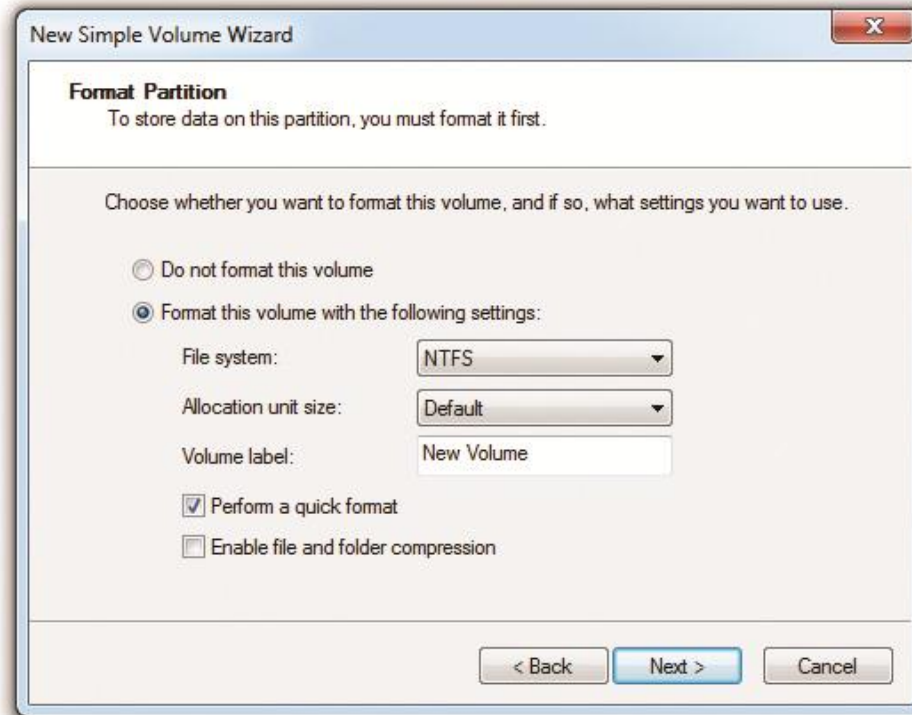 New Simple Volume Wizard
Format Partition
To store data on this partition, you must format it first.
Choose whether you want to format this volume, and if so, what settings you want to use.
Do not format this volume
Format this volume with the following settings:
File system: NTFS
Allocation unit size: Default
Volume label: New Volume
Perform a quick format
Enable file and folder compression
< Back Next > Cancel